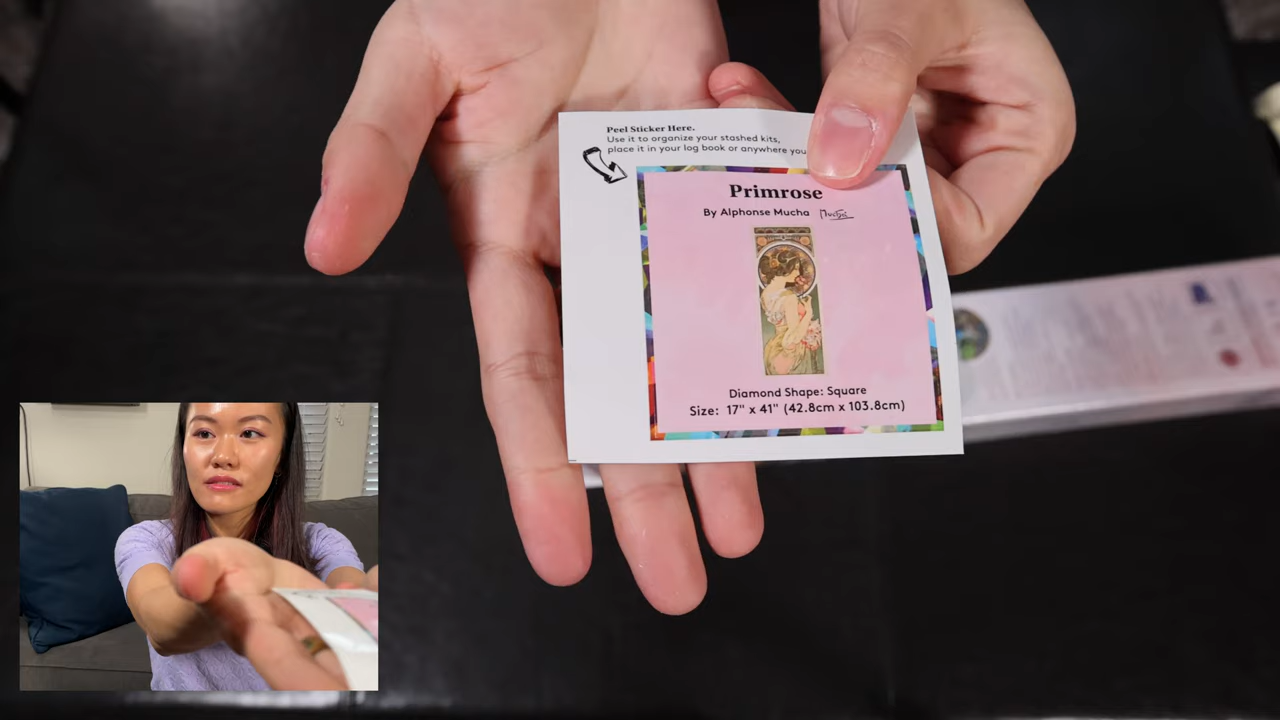 Peel Sticker Here.
Use it to organize your stashed kits,
place it in your log book or anywhere you
Primrose
By Alphonse Mucha
Diamond Shape: Square
Size: 17" x 41" (42.8cm x 103.8cm)